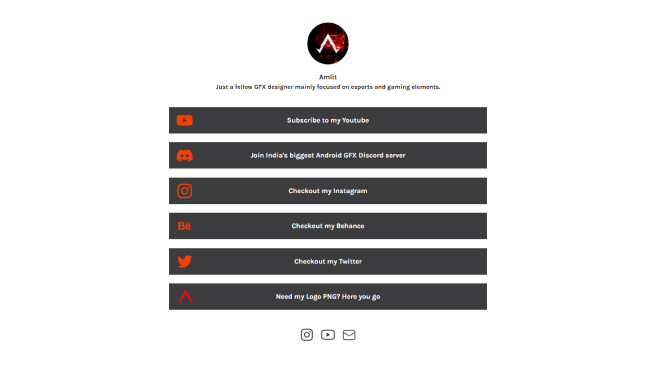 Amlit
Just a fellow GFX designer mainly focused on esports and gaming elements.
Subscribe to my Youtube
Join India's biggest Android GFX Discord server
Checkout my Instagram
Bē
Checkout my Behance
Checkout my Twitter
Need my Logo PNG? Here you go